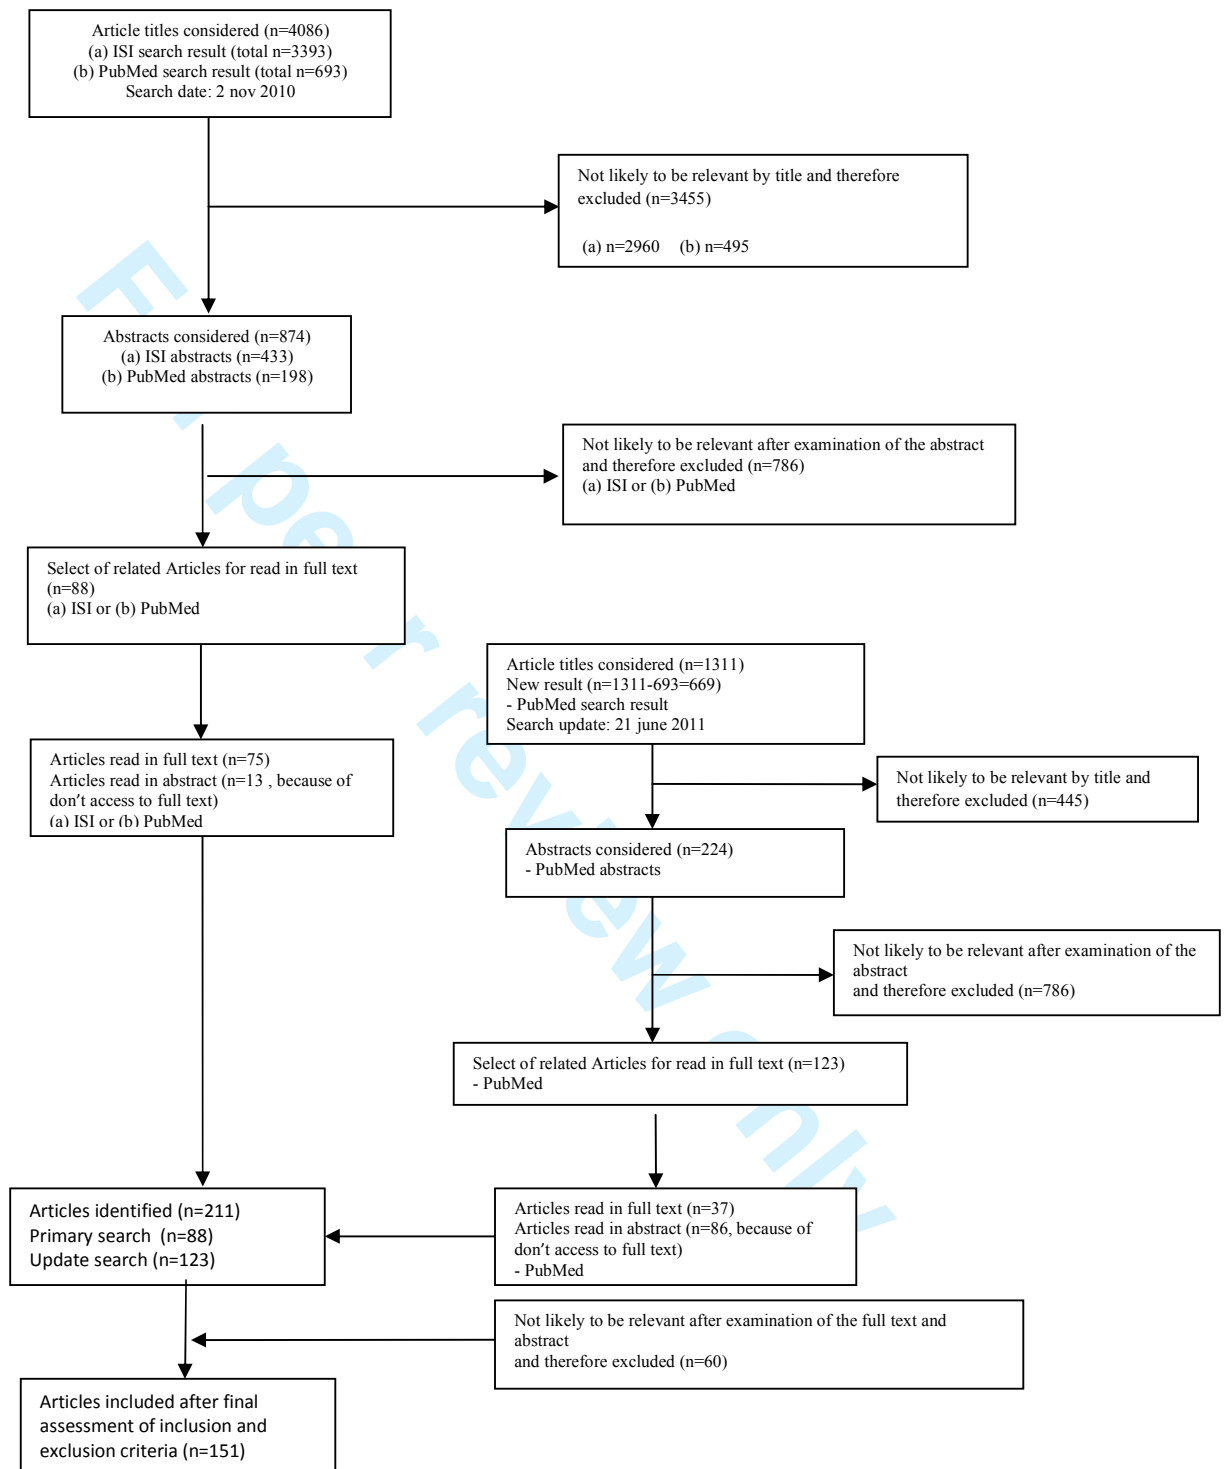 Article titles considered (n=4086)
(a) ISI search result (total n=3393)
(b) PubMed search result (total n=693)
Search date: 2 nov 2010
Not likely to be relevant by title and therefore
excluded (n=3455)
(a) n=2960 (b) n=495
Abstracts considered (n=874)
(a) ISI abstracts (n=433)
(b) PubMed abstracts (n=198)
Not likely to be relevant after examination of the abstract
and therefore excluded (n=786)
(a) ISI or (b) PubMed
Select of related Articles for read in full text
(n=88)
(a) ISI or (b) PubMed
Article titles considered (n=1311)
New result (n=1311-693=669)
- PubMed search result
Search update: 21 june 2011
Articles read in full text (n=75)
Articles read in abstract (n=13 , because of
don't access to full text)
(a) ISI or (b) PubMed
Not likely to be relevant by title and
therefore excluded (n=445)
Abstracts considered (n=224)
- PubMed abstracts
Not likely to be relevant after examination of the
abstract
and therefore excluded (n=786)
Select of related Articles for read in full text (n=123)
- PubMed
Articles read in full text (n=37)
Articles read in abstract (n=86, because of
don't access to full text)
- PubMed
Articles identified (n=211)
Primary search (n=88)
Update search (n=123)
Not likely to be relevant after examination of the full text and
abstract
and therefore excluded (n=60)
Articles included after final
assessment of inclusion and
exclusion criteria (n=151)
For peer review only